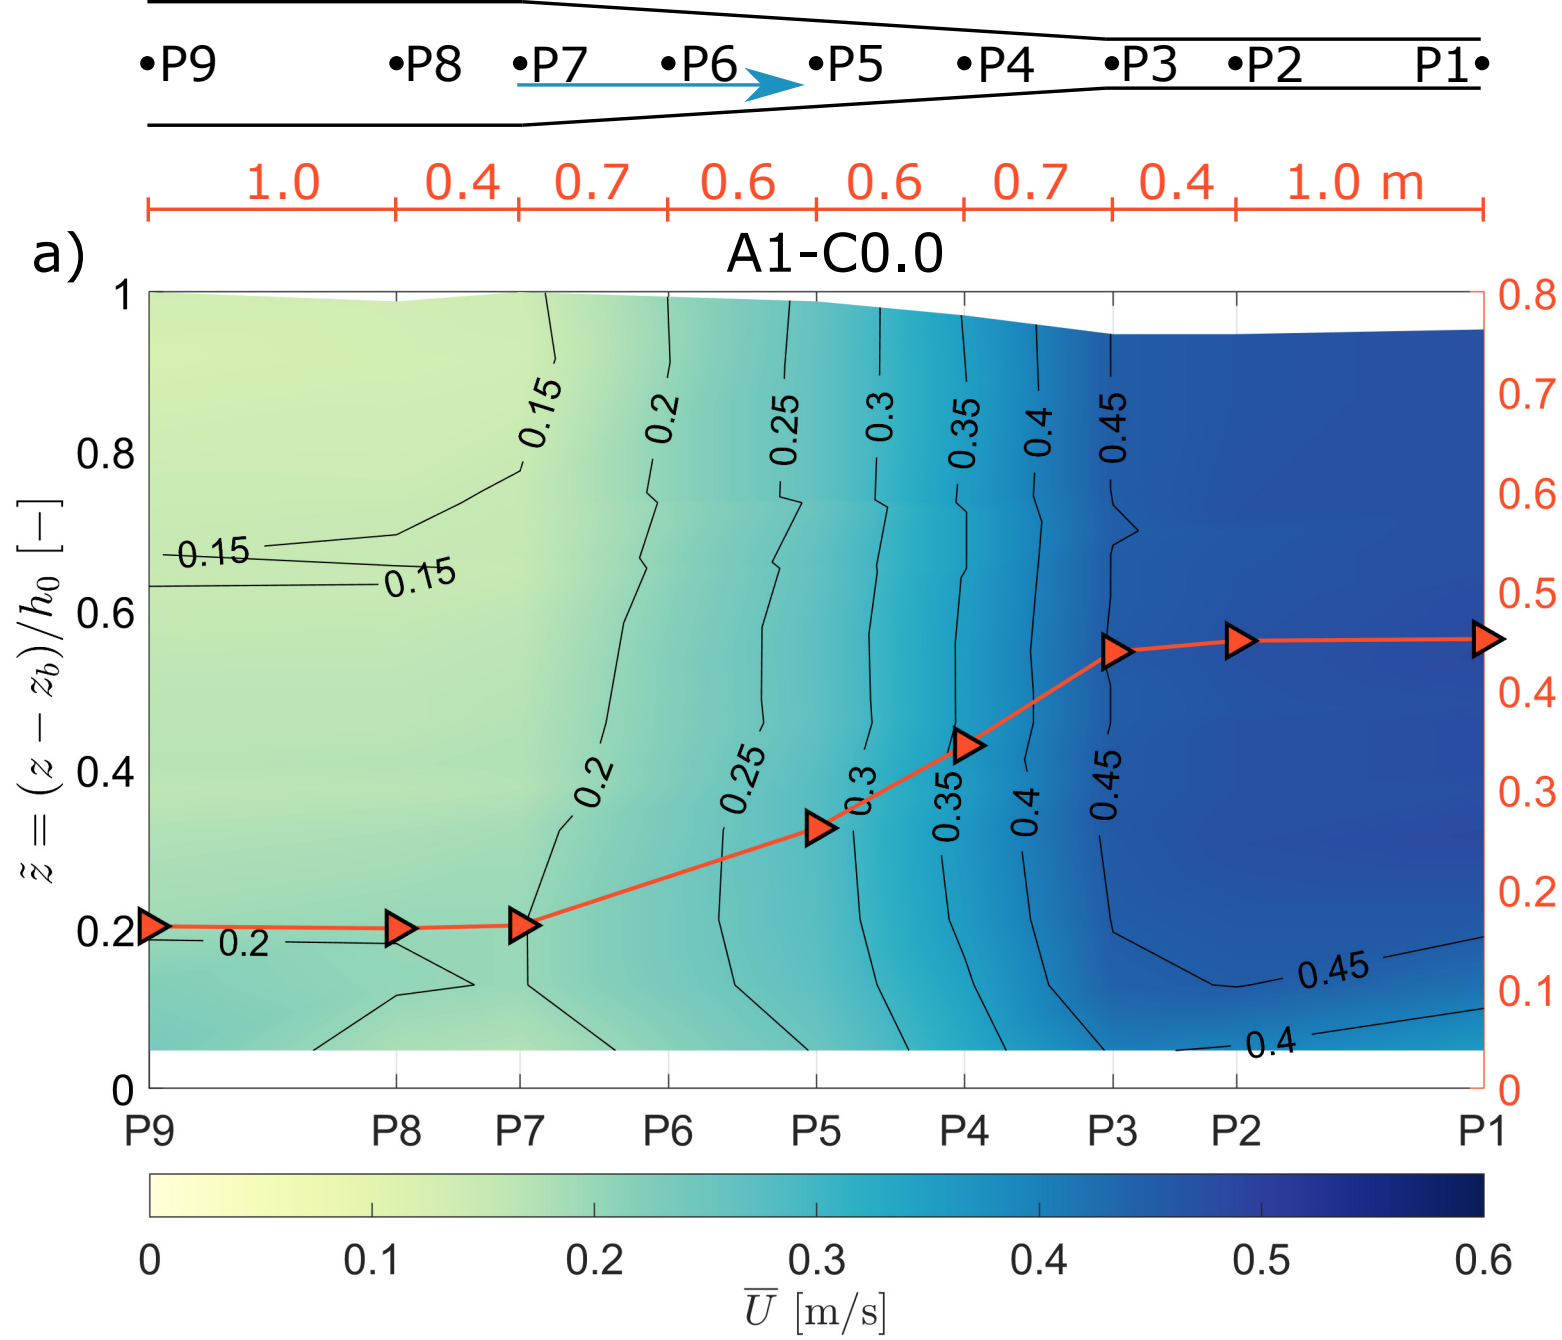 P9 P8 P7 P6 P5 P4 P3 P2 P1
1.0 0.4 0.7 0.6 0.6 0.7 0.4 1.0 m
a) A1-C0.0
z̃ = (z − z_b)/h_0 [−]
1 0.8 0.6 0.4 0.2 0
0.8 0.7 0.6 0.5 0.4 0.3 0.2 0.1 0
0.15 0.2 0.25 0.3 0.35 0.4 0.45
0.15
0.15
0.2 0.25 0.3 0.35 0.4 0.45
0.2 0.45
0.4
P9 P8 P7 P6 P5 P4 P3 P2 P1
0 0.1 0.2 0.3 0.4 0.5 0.6
U̅ [m/s]